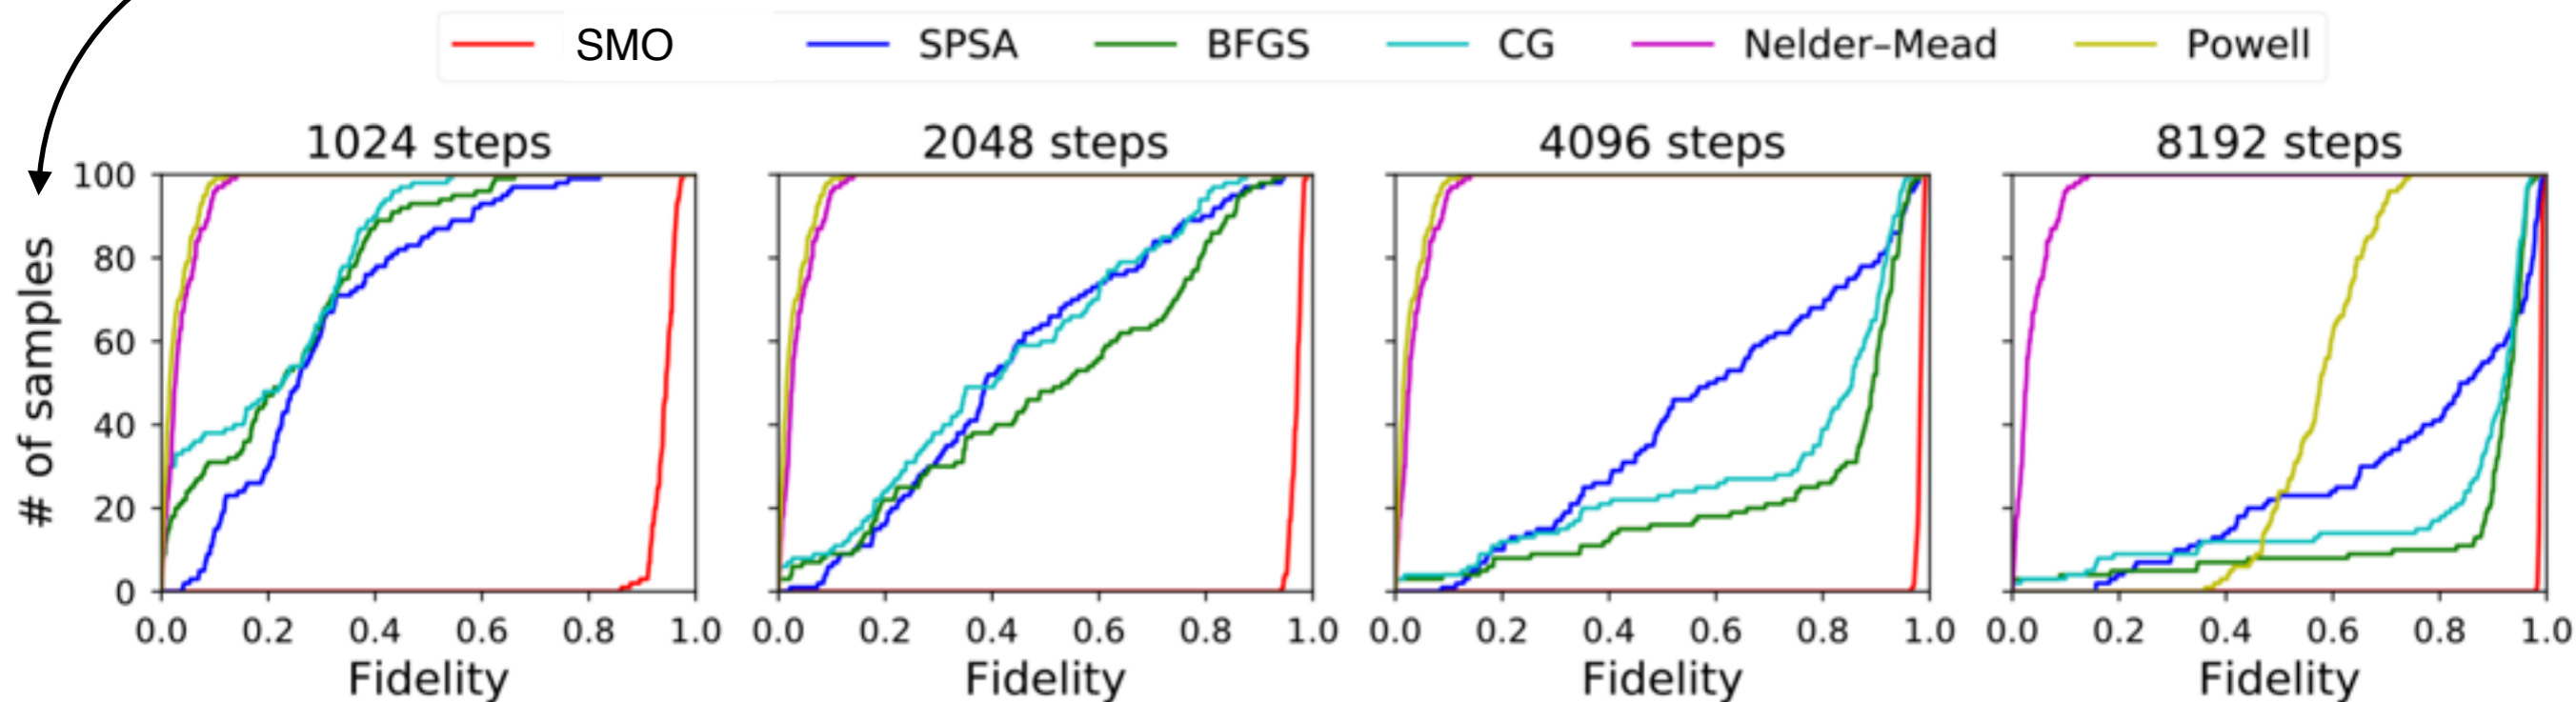 SMO SPSA BFGS CG Nelder–Mead Powell
1024 steps 2048 steps 4096 steps 8192 steps
# of samples
100
80
60
40
20
0
0.0 0.2 0.4 0.6 0.8 1.0 0.0 0.2 0.4 0.6 0.8 1.0 0.0 0.2 0.4 0.6 0.8 1.0 0.0 0.2 0.4 0.6 0.8 1.0
Fidelity Fidelity Fidelity Fidelity